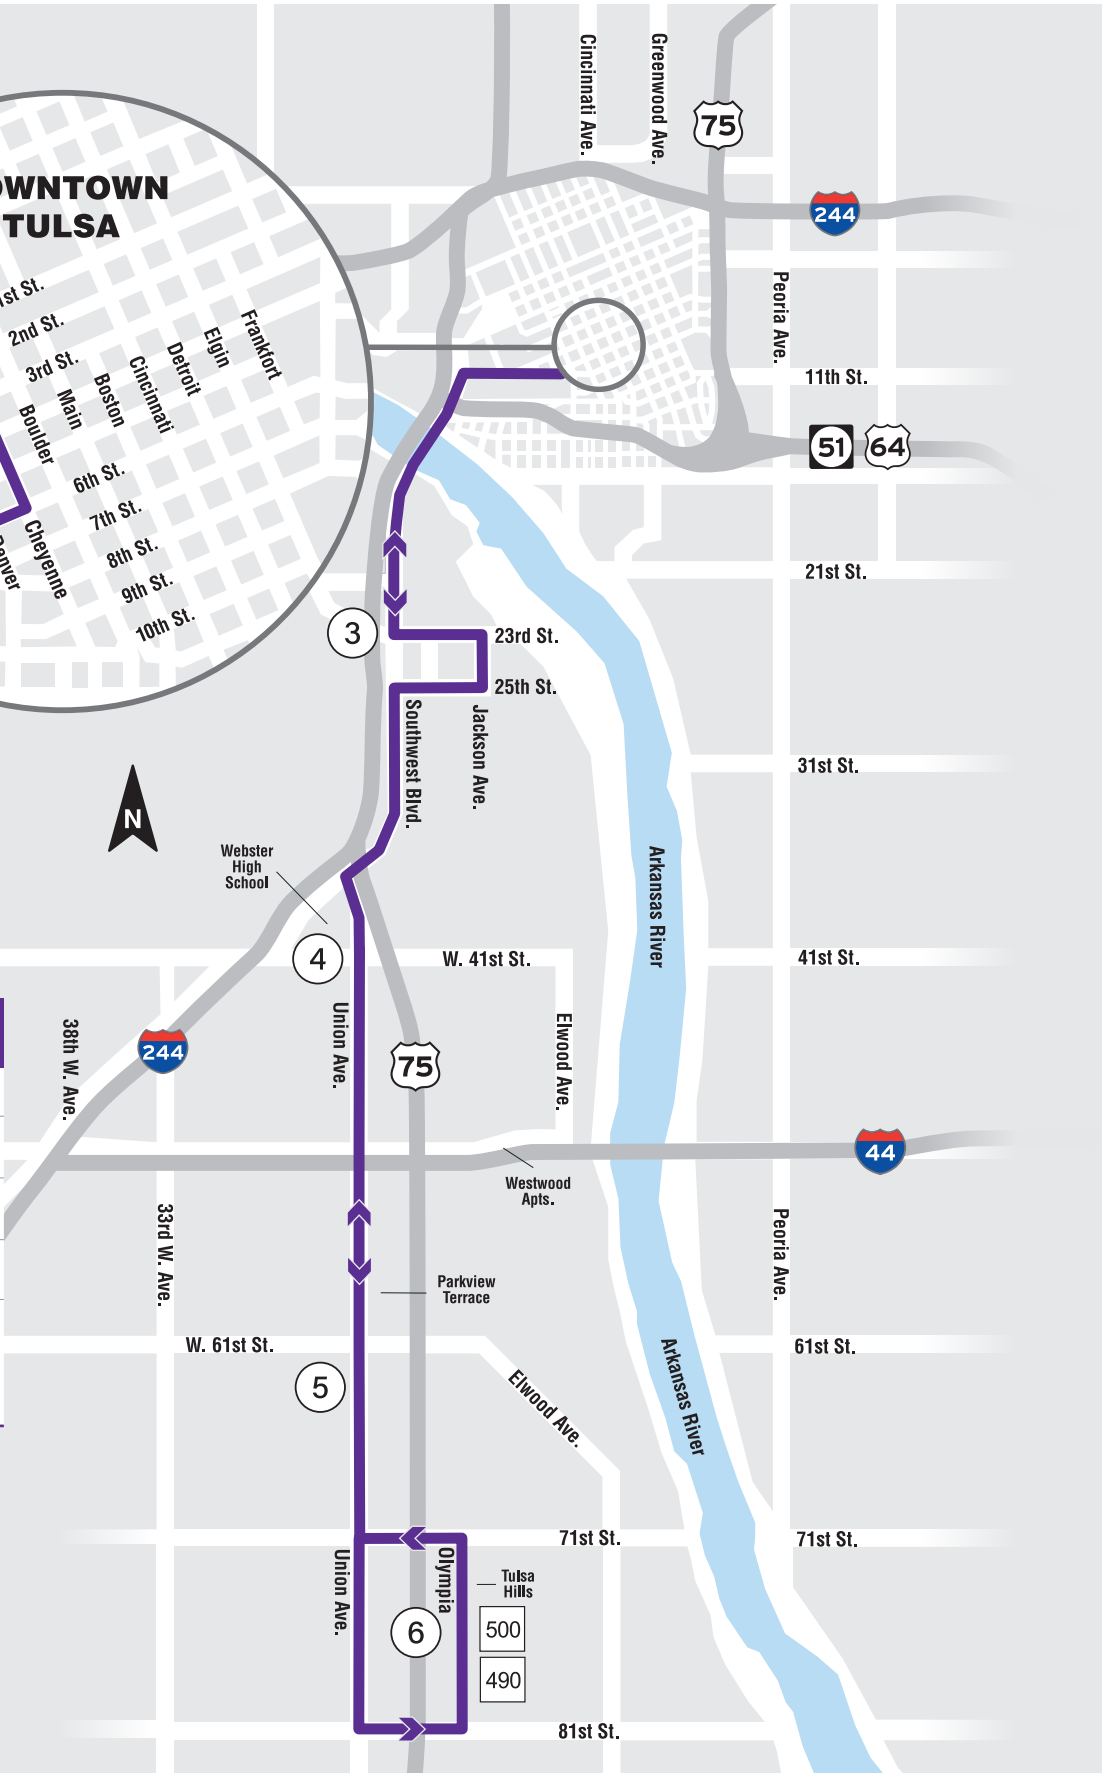 Cincinnati Ave.
Greenwood Ave.
75
244
OWNTOWN
TULSA
1st St.
2nd St.
3rd St.
Boulder
Main
Boston
Cincinnati
Detroit
Elgin
Frankfort
6th St.
7th St.
8th St.
9th St.
10th St.
Cheyenne
Denver
Peoria Ave.
11th St.
51
64
21st St.
3
23rd St.
25th St.
Southwest Blvd.
Jackson Ave.
31st St.
N
Webster
High
School
Arkansas River
4
W. 41st St.
41st St.
38th W. Ave.
244
Union Ave.
75
Elwood Ave.
44
Westwood
Apts.
33rd W. Ave.
Peoria Ave.
Parkview
Terrace
W. 61st St.
61st St.
5
Elwood Ave.
Arkansas River
71st St.
71st St.
Union Ave.
Olympia
Tulsa
Hills
6
500
490
81st St.